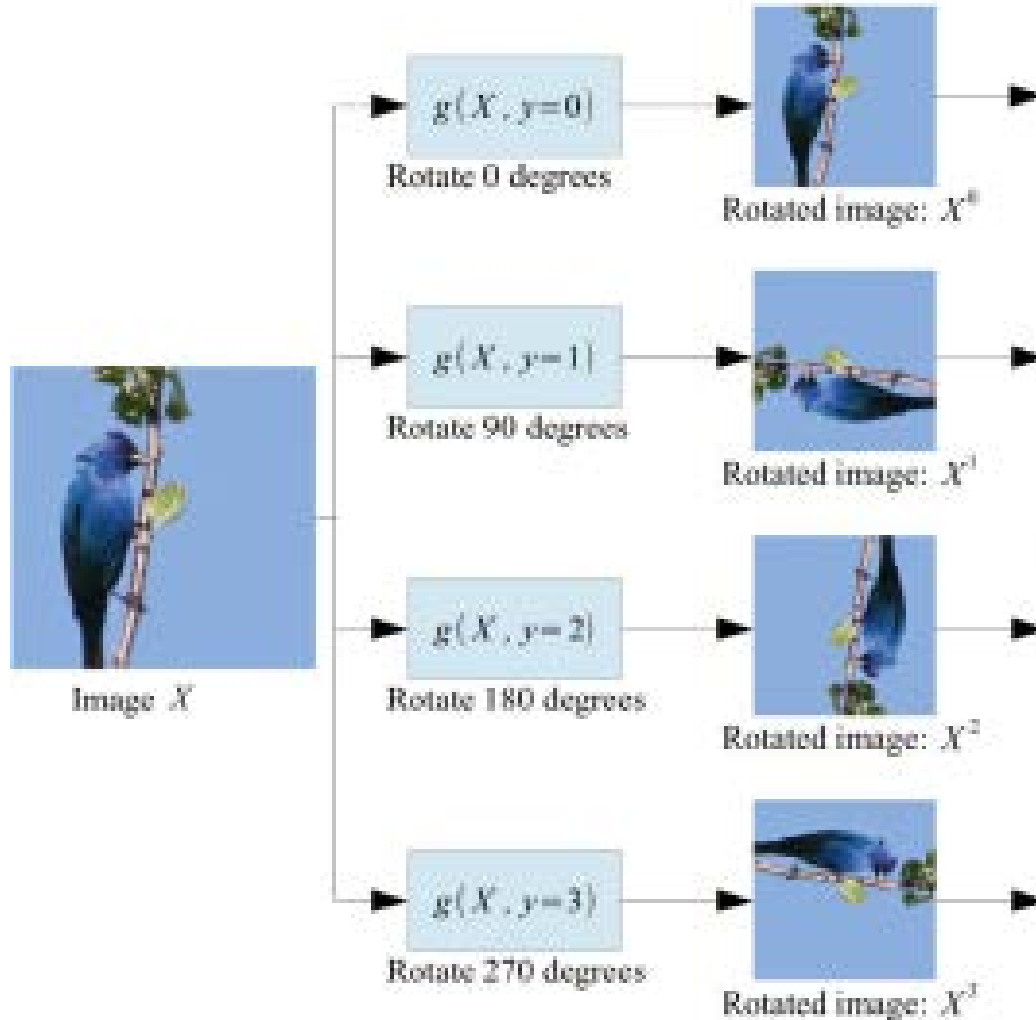 g(X, y=0)
Rotate 0 degrees
Rotated image: X⁰
g(X, y=1)
Rotate 90 degrees
Rotated image: X¹
Image X
g(X, y=2)
Rotate 180 degrees
Rotated image: X²
g(X, y=3)
Rotate 270 degrees
Rotated image: X³